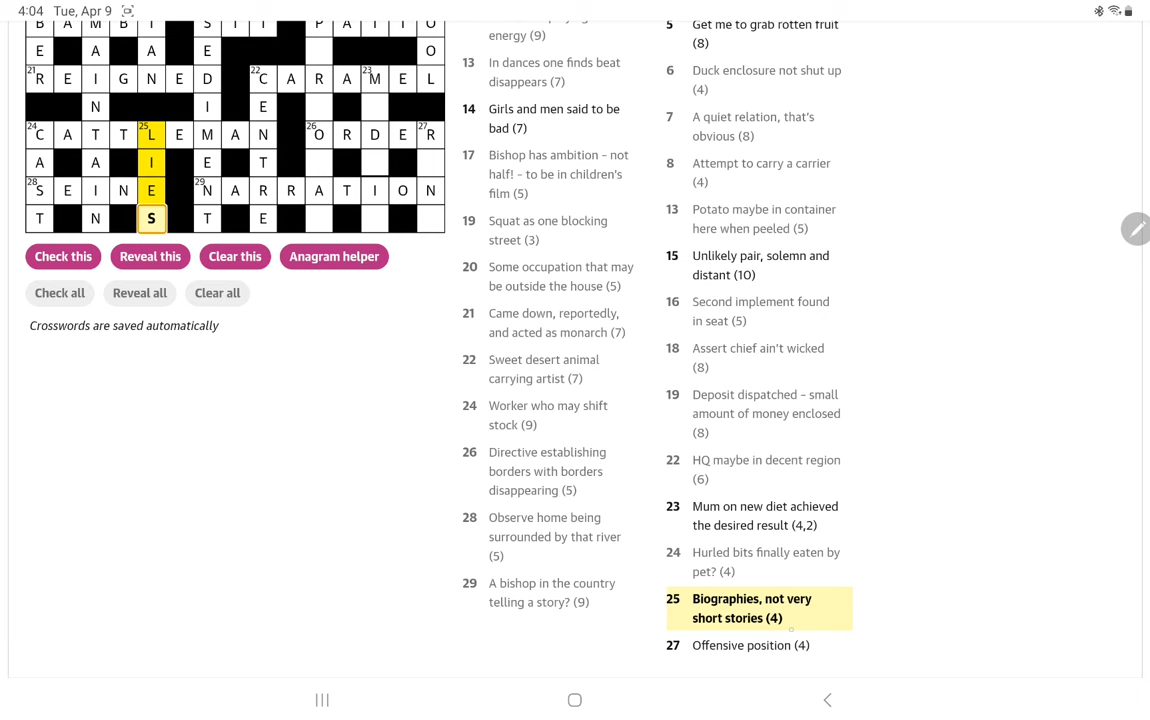 4:04 Tue, Apr 9
B A M B I S I T P A T I O
E A A E O
21 R E I G N E D 22 C A R A 23 M E L
N I E
24 C A T T 25 L E M A N 26 O R D E 27 R
A A I E T
28 S E I N E 29 N A R R A T I O N
T N S T E
Check this
Reveal this
Clear this
Anagram helper
Check all
Reveal all
Clear all
Crosswords are saved automatically
energy (9)
13 In dances one finds beat
disappears (7)
14 Girls and men said to be
bad (7)
17 Bishop has ambition – not
half! – to be in children's
film (5)
19 Squat as one blocking
street (3)
20 Some occupation that may
be outside the house (5)
21 Came down, reportedly,
and acted as monarch (7)
22 Sweet desert animal
carrying artist (7)
24 Worker who may shift
stock (9)
26 Directive establishing
borders with borders
disappearing (5)
28 Observe home being
surrounded by that river
(5)
29 A bishop in the country
telling a story? (9)
5 Get me to grab rotten fruit
(8)
6 Duck enclosure not shut up
(4)
7 A quiet relation, that's
obvious (8)
8 Attempt to carry a carrier
(4)
13 Potato maybe in container
here when peeled (5)
15 Unlikely pair, solemn and
distant (10)
16 Second implement found
in seat (5)
18 Assert chief ain't wicked
(8)
19 Deposit dispatched – small
amount of money enclosed
(8)
22 HQ maybe in decent region
(6)
23 Mum on new diet achieved
the desired result (4,2)
24 Hurled bits finally eaten by
pet? (4)
25 Biographies, not very
short stories (4)
27 Offensive position (4)